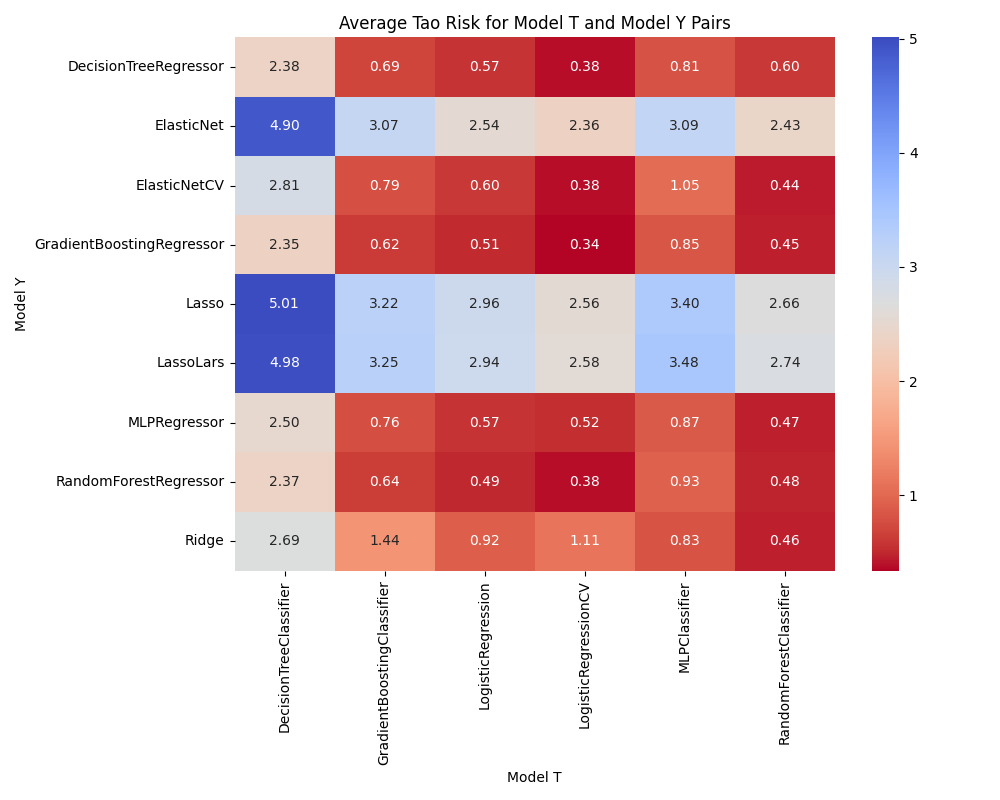 Average Tao Risk for Model T and Model Y Pairs
Model Y
DecisionTreeRegressor 2.38 0.69 0.57 0.38 0.81 0.60
ElasticNet 4.90 3.07 2.54 2.36 3.09 2.43
ElasticNetCV 2.81 0.79 0.60 0.38 1.05 0.44
GradientBoostingRegressor 2.35 0.62 0.51 0.34 0.85 0.45
Lasso 5.01 3.22 2.96 2.56 3.40 2.66
LassoLars 4.98 3.25 2.94 2.58 3.48 2.74
MLPRegressor 2.50 0.76 0.57 0.52 0.87 0.47
RandomForestRegressor 2.37 0.64 0.49 0.38 0.93 0.48
Ridge 2.69 1.44 0.92 1.11 0.83 0.46
DecisionTreeClassifier
GradientBoostingClassifier
LogisticRegression
LogisticRegressionCV
MLPClassifier
RandomForestClassifier
Model T
5
4
3
2
1